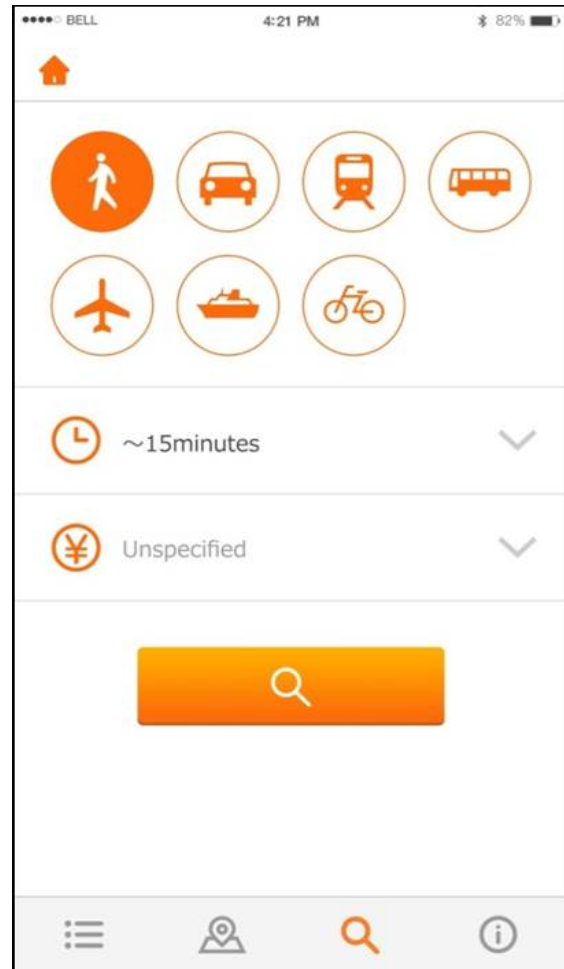 BELL 4:21 PM 82%
～15minutes
¥ Unspecified